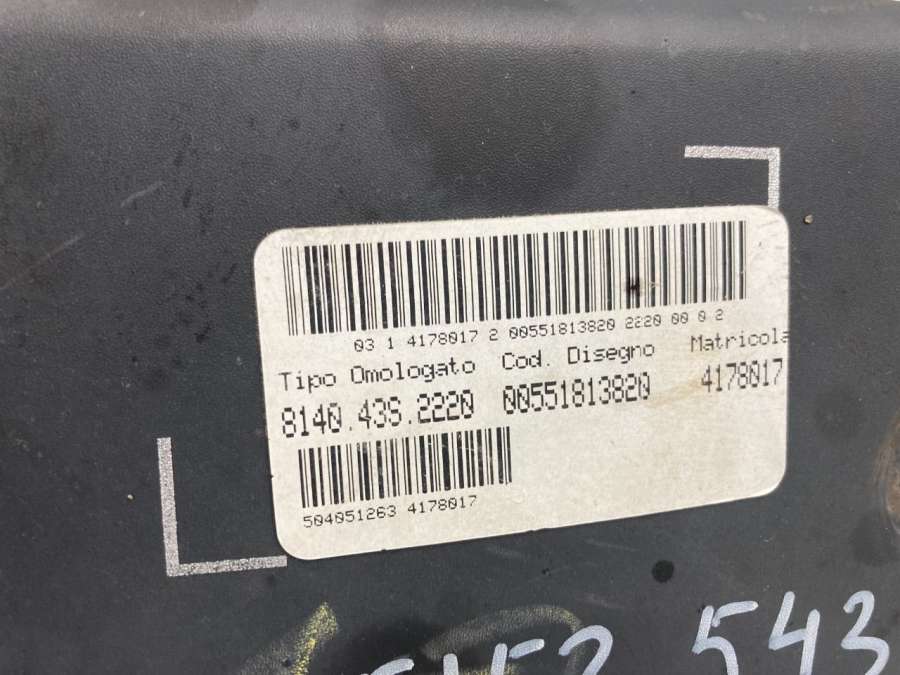 03 1 4178017 2 00551813820 2220 00 0 2
Tipo Omologato Cod. Disegno Matricola
8140.43S.2220 00551813820 4178017
504051263 4178017
543